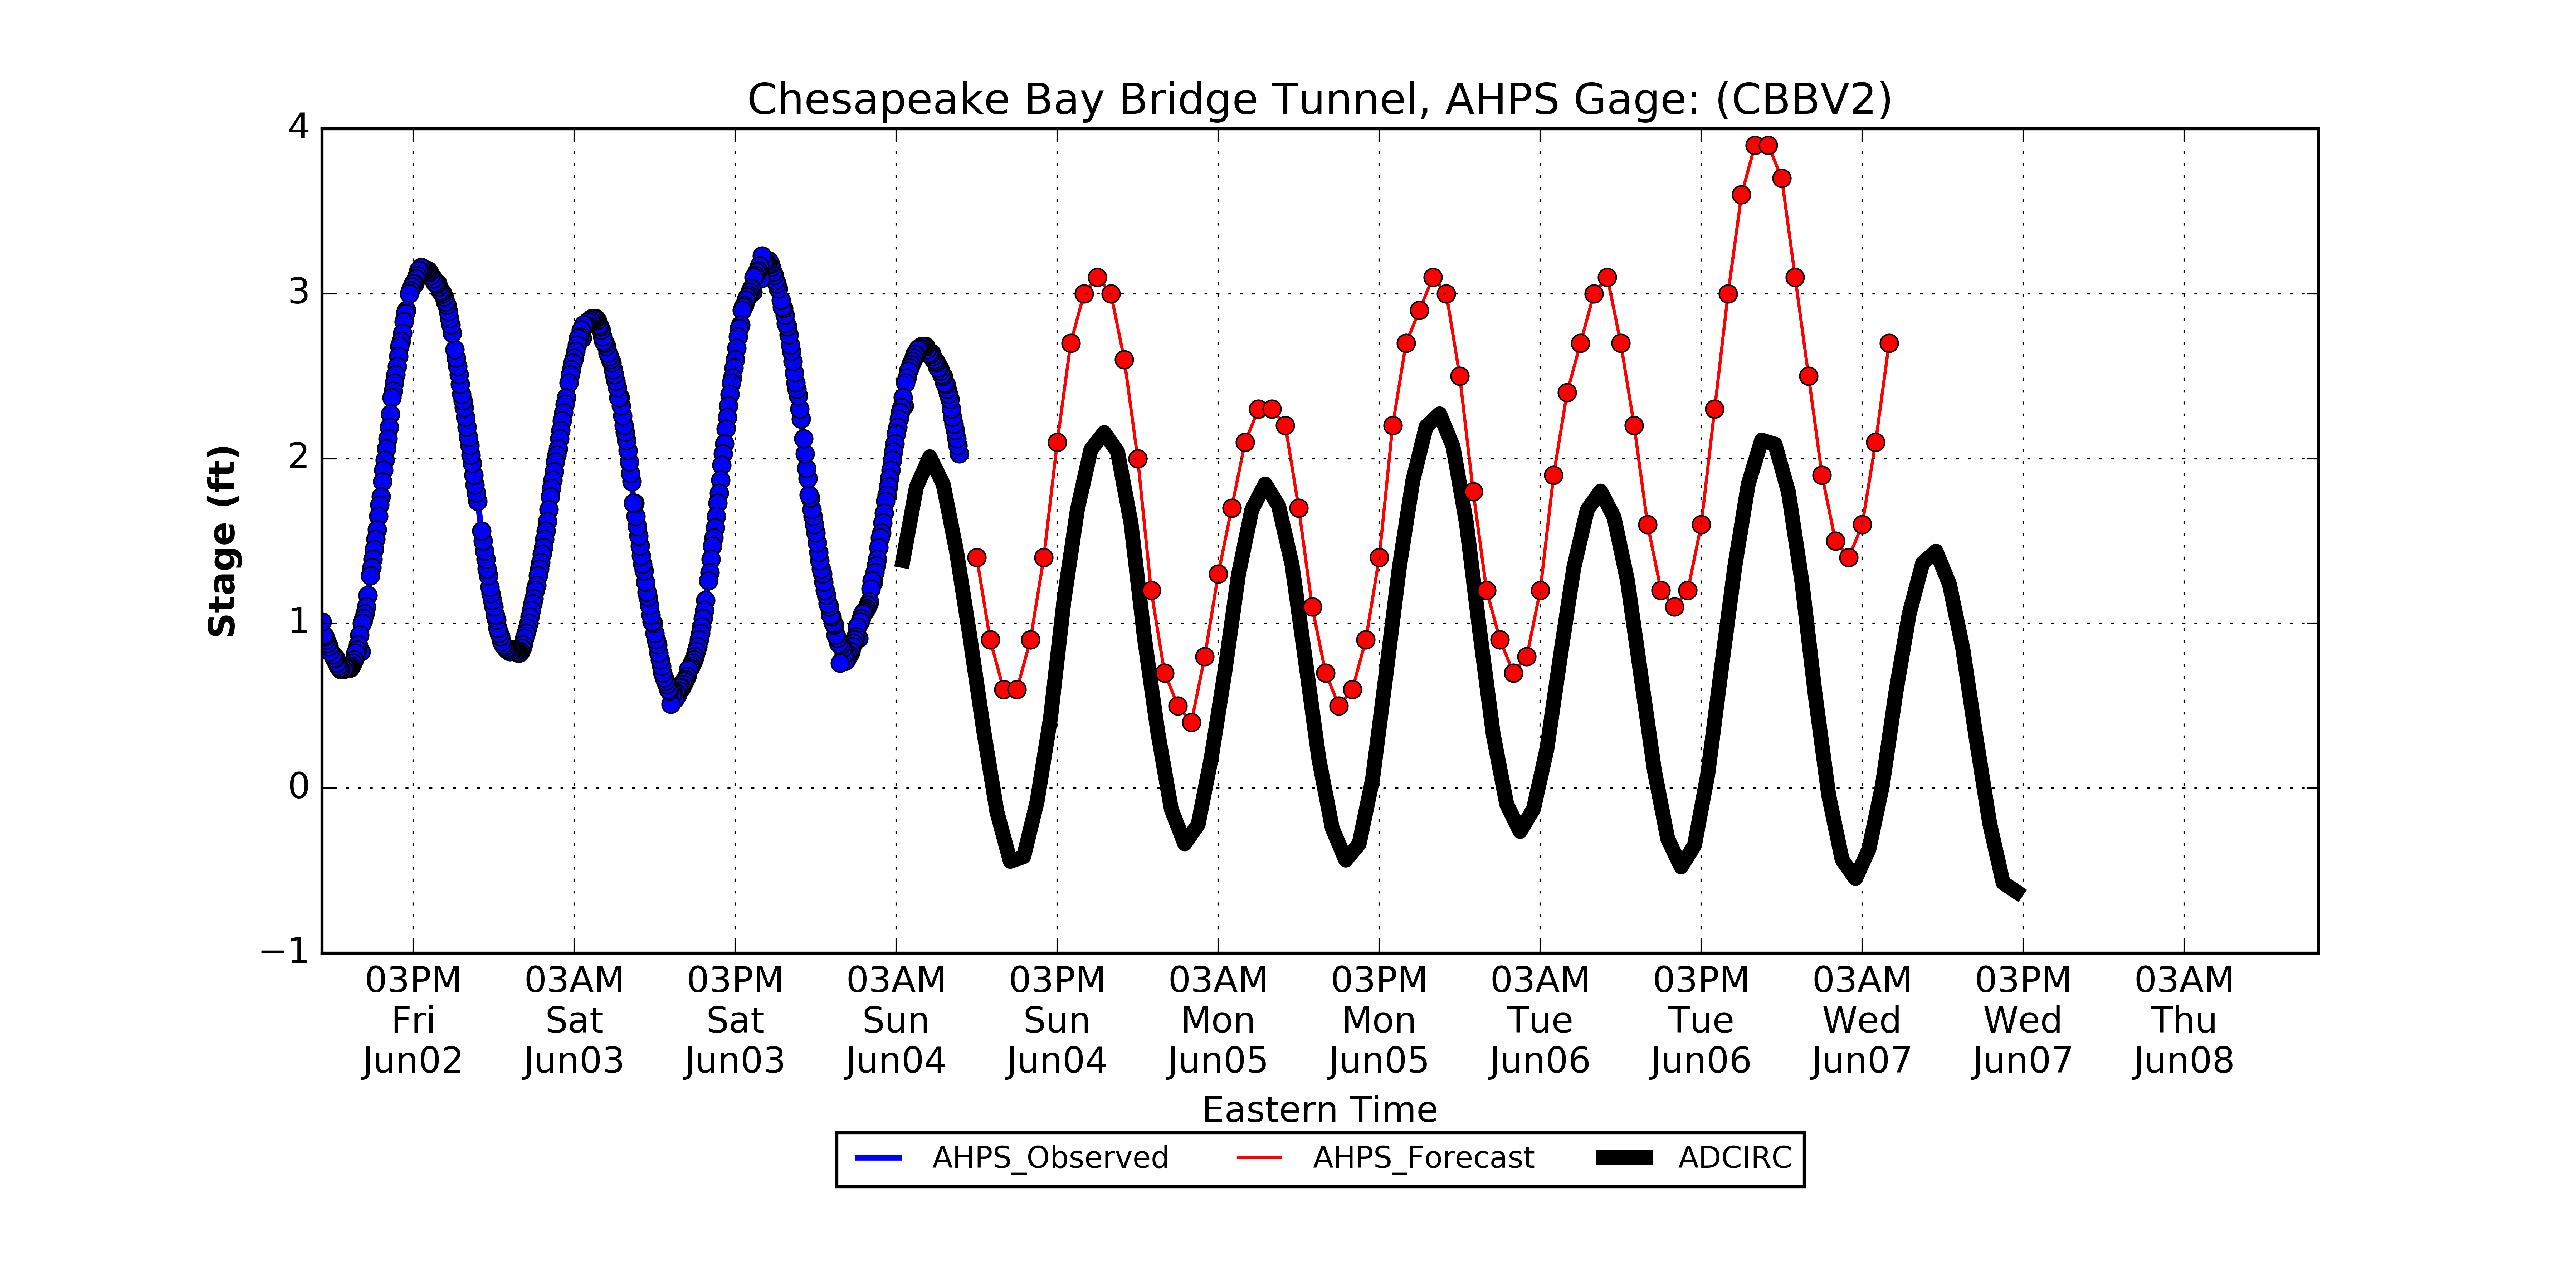 Chesapeake Bay Bridge Tunnel, AHPS Gage: (CBBV2)
4
3
2
1
0
−1
Stage (ft)
03PM 03AM 03PM 03AM 03PM 03AM 03PM 03AM 03PM 03AM 03PM 03AM
Fri Sat Sat Sun Sun Mon Mon Tue Tue Wed Wed Thu
Jun02 Jun03 Jun03 Jun04 Jun04 Jun05 Jun05 Jun06 Jun06 Jun07 Jun07 Jun08
Eastern Time
AHPS_Observed AHPS_Forecast ADCIRC